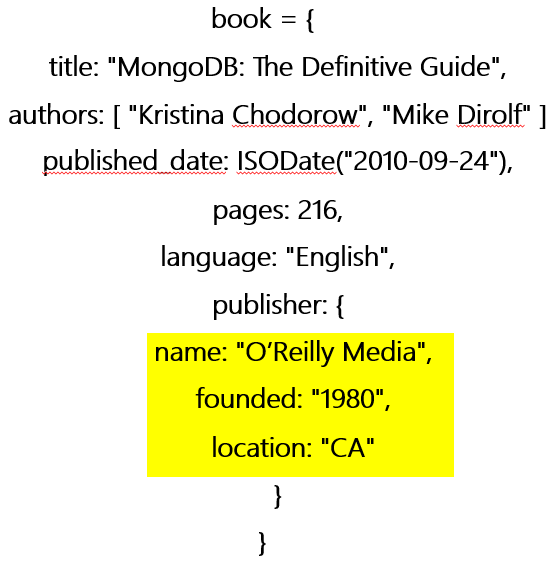 book = {
title: "MongoDB: The Definitive Guide",
authors: [ "Kristina Chodorow", "Mike Dirolf" ]
published_date: ISODate("2010-09-24"),
pages: 216,
language: "English",
publisher: {
name: "O’Reilly Media",
founded: "1980",
location: "CA"
}
}